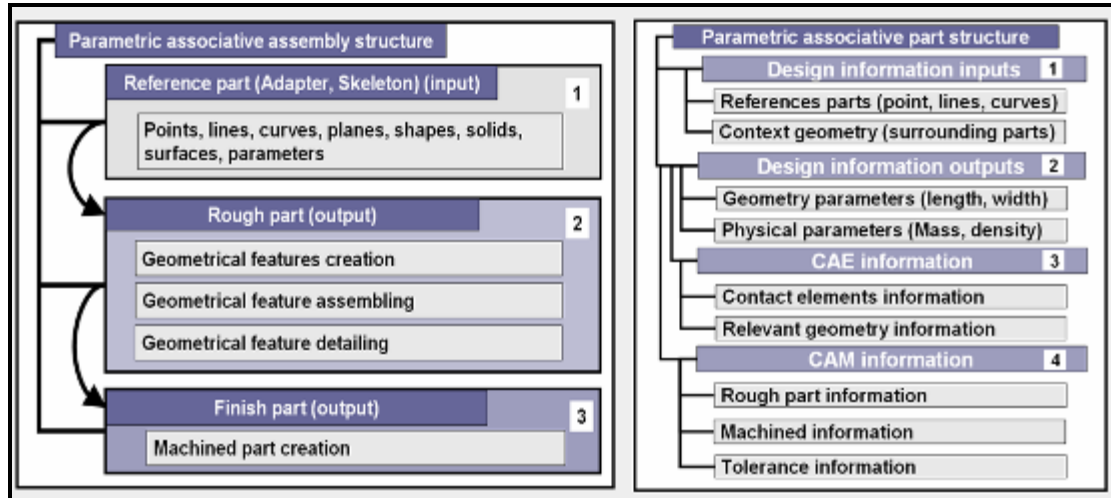 Parametric associative assembly structure
Reference part (Adapter, Skeleton) (input)
1
Points, lines, curves, planes, shapes, solids,
surfaces, parameters
Rough part (output)
2
Geometrical features creation
Geometrical feature assembling
Geometrical feature detailing
Finish part (output)
3
Machined part creation
Parametric associative part structure
Design information inputs
1
References parts (point, lines, curves)
Context geometry (surrounding parts)
Design information outputs
2
Geometry parameters (length, width)
Physical parameters (Mass, density)
CAE information
3
Contact elements information
Relevant geometry information
CAM information
4
Rough part information
Machined information
Tolerance information